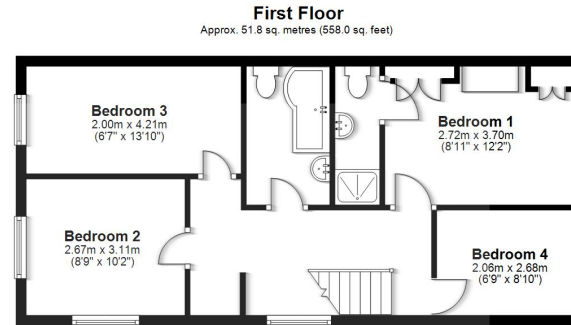 First Floor
Approx. 51.8 sq. metres (558.0 sq. feet)
Bedroom 3
2.00m x 4.21m
(6'7" x 13'10")
Bedroom 1
2.72m x 3.70m
(8'11" x 12'2")
Bedroom 2
2.67m x 3.11m
(8'9" x 10'2")
Bedroom 4
2.06m x 2.68m
(6'9" x 8'10")